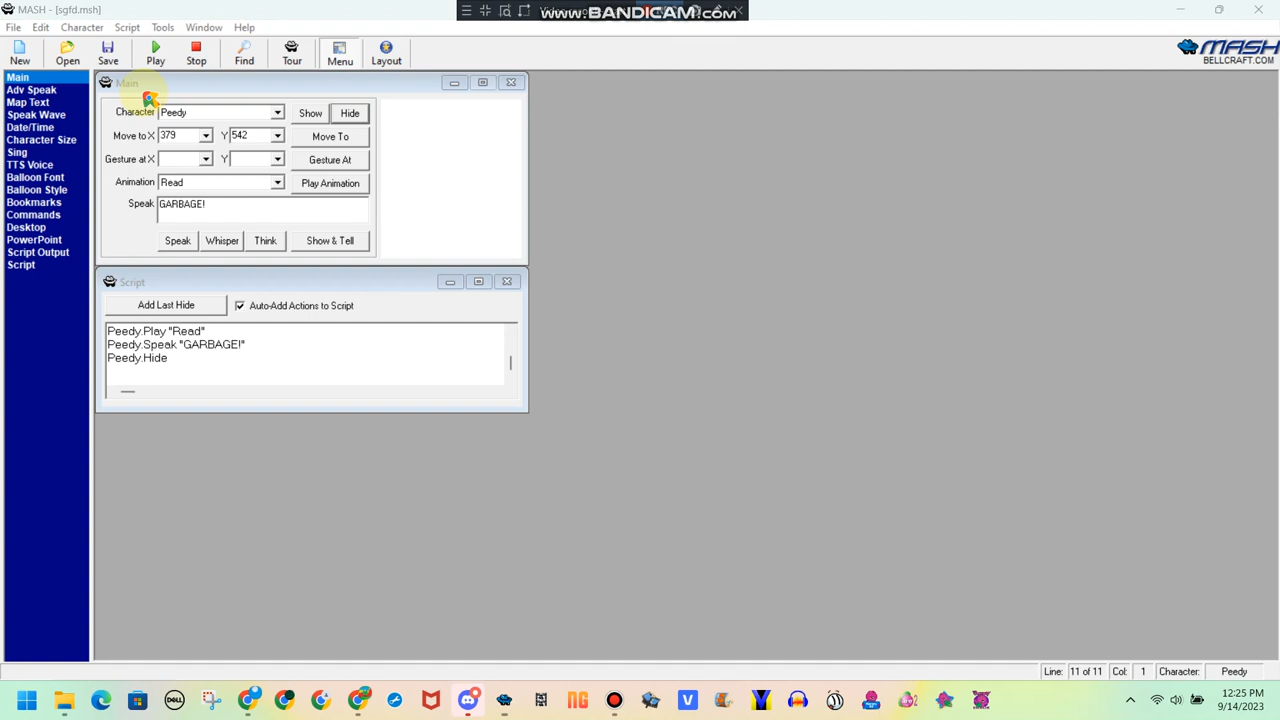 MASH - [sgfd.msh]
WWW.BANDICAM.COM
File Edit Character Script Tools Window Help
New Open Save Play Stop Find Tour Menu Layout
MASH
BELLCRAFT.COM
Main
Adv Speak
Map Text
Speak Wave
Date/Time
Character Size
Sing
TTS Voice
Balloon Font
Balloon Style
Bookmarks
Commands
Desktop
PowerPoint
Script Output
Script
Main
Character Peedy Show Hide
Move to X 379 Y 542 Move To
Gesture at X Y Gesture At
Animation Read Play Animation
Speak GARBAGE!
Speak Whisper Think Show & Tell
Script
Add Last Hide Auto-Add Actions to Script
Peedy.Play "Read"
Peedy.Speak "GARBAGE!"
Peedy.Hide
Line: 11 of 11 Col: 1 Character: Peedy
DELL
NG
V
12:25 PM
9/14/2023